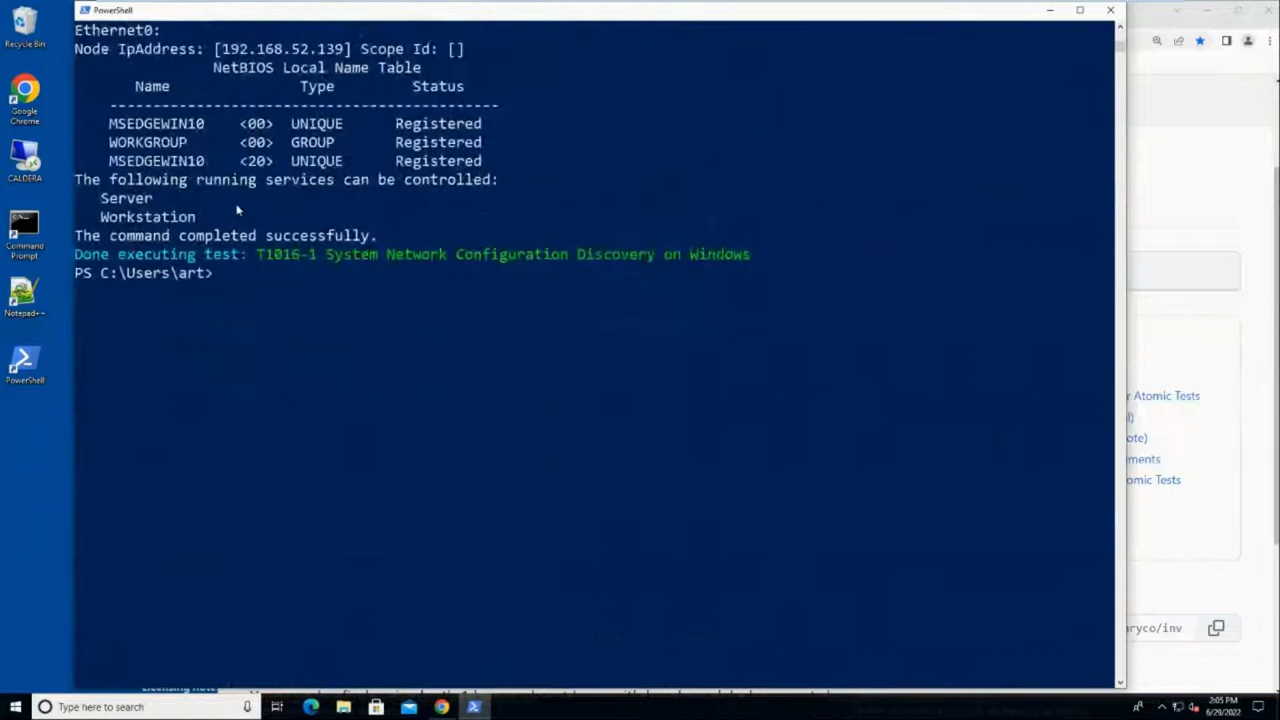 PowerShell
Recycle Bin
Google
Chrome
CALDERA
Command
Prompt
Notepad++
PowerShell
Ethernet0:
Node IpAddress: [192.168.52.139] Scope Id: []
NetBIOS Local Name Table
Name Type Status
---------------------------------------------
MSEDGEWIN10 <00> UNIQUE Registered
WORKGROUP <00> GROUP Registered
MSEDGEWIN10 <20> UNIQUE Registered
The following running services can be controlled:
Server
Workstation
The command completed successfully.
Done executing test: T1016-1 System Network Configuration Discovery on Windows
PS C:\Users\art>
r Atomic Tests
l)
ote)
uments
omic Tests
aryco/inv
Type here to search
2:05 PM
6/29/2022